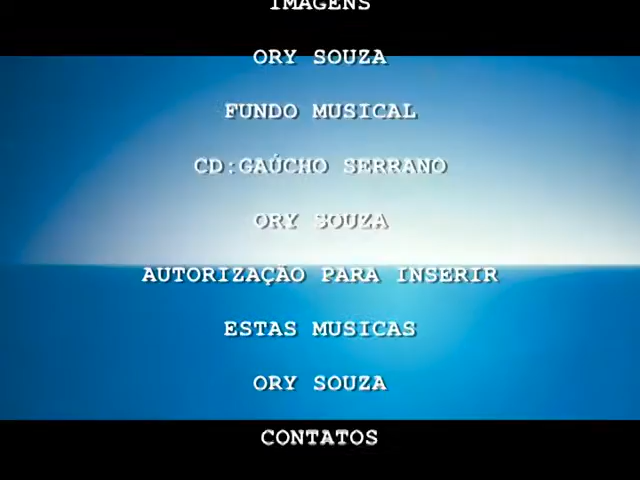 IMAGENS
ORY SOUZA
FUNDO MUSICAL
CD:GAÚCHO SERRANO
ORY SOUZA
AUTORIZAÇÃO PARA INSERIR
ESTAS MUSICAS
ORY SOUZA
CONTATOS